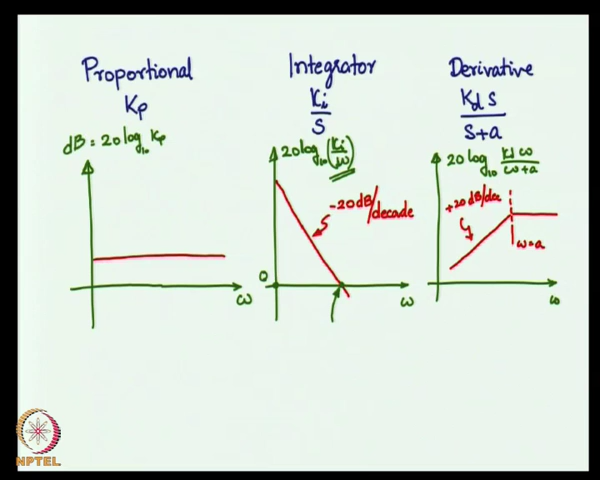 Proportional
Kp
dB = 20 log10 Kp
ω
Integrator
Ki
S
20 log10 (Ki/ω)
-20dB/decade
0
ω
Derivative
Kd S
S+a
20 log10 Kd ω
ω+a
+20 dB/dec
ω=a
ω
NPTEL